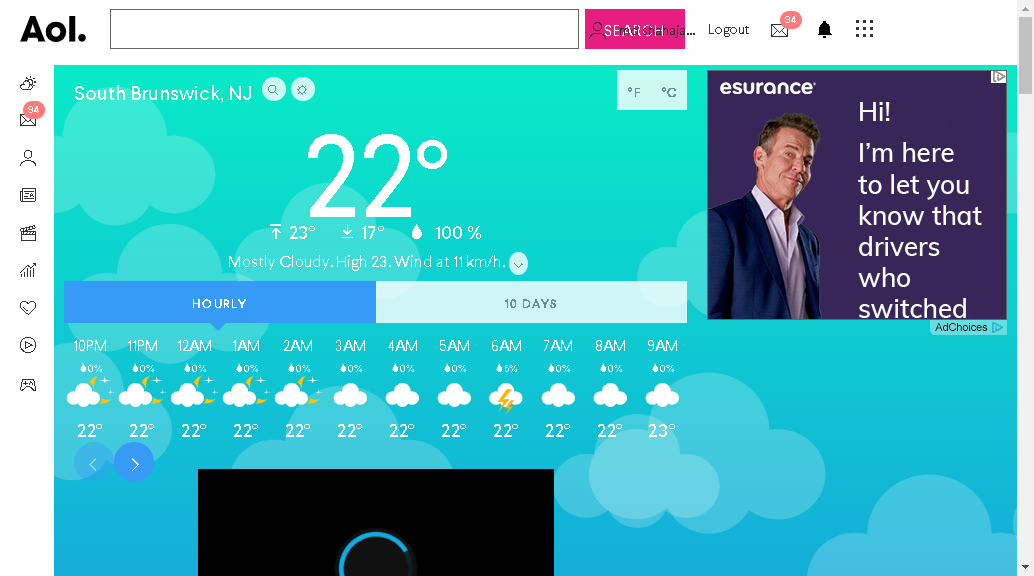 Aol.
SEARCH
Logout
94
94
South Brunswick, NJ
°F °C
22°
23° 17° 100 %
Mostly Cloudy. High 23. Wind at 11 km/h.
HOURLY
10 DAYS
10PM 11PM 12AM 1AM 2AM 3AM 4AM 5AM 6AM 7AM 8AM 9AM
0% 0% 0% 0% 0% 0% 0% 0% 5% 0% 0% 0%
22° 22° 22° 22° 22° 22° 22° 22° 22° 22° 22° 23°
esurance®
Hi!
I'm here
to let you
know that
drivers
who
switched
AdChoices